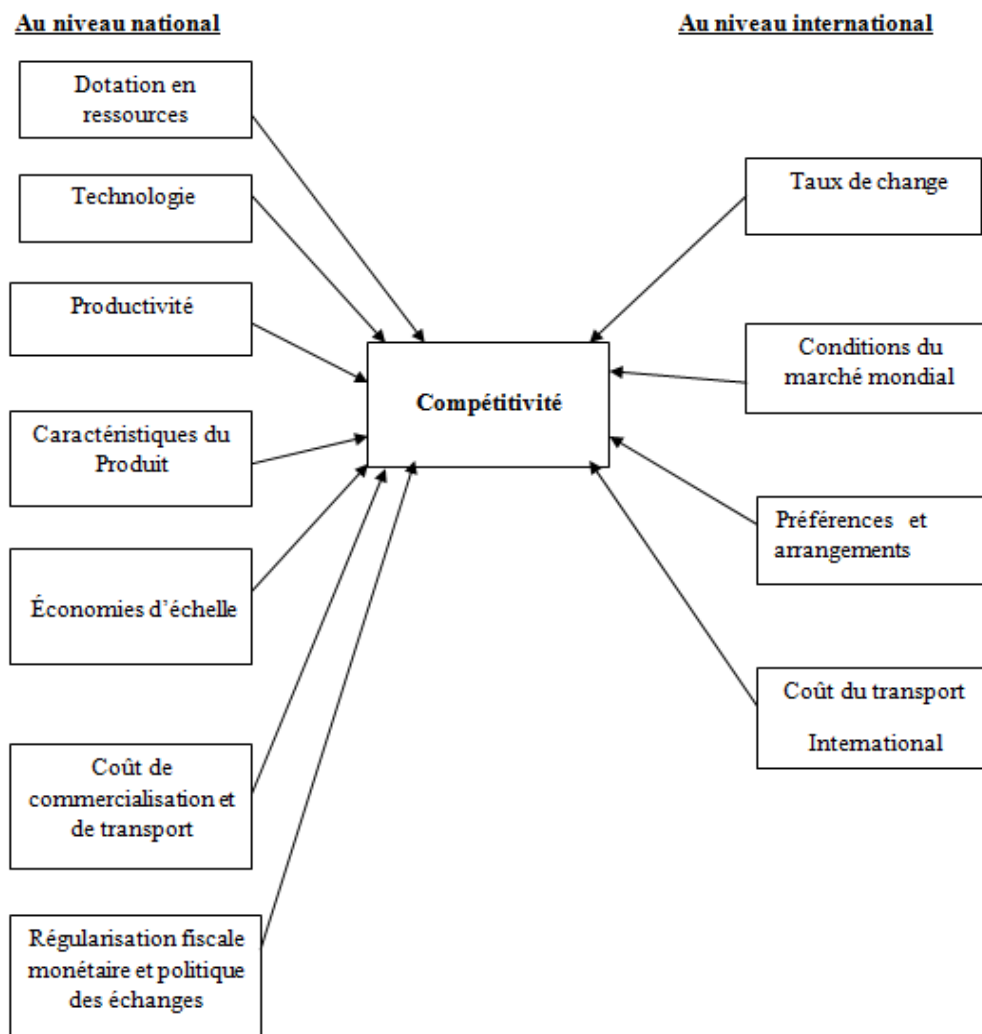 Au niveau national
Au niveau international
Dotation en
ressources
Technologie
Productivité
Caractéristiques du
Produit
Économies d’échelle
Coût de
commercialisation et
de transport
Régularisation fiscale
monétaire et politique
des échanges
Compétitivité
Taux de change
Conditions du
marché mondial
Préférences et
arrangements
Coût du transport
International